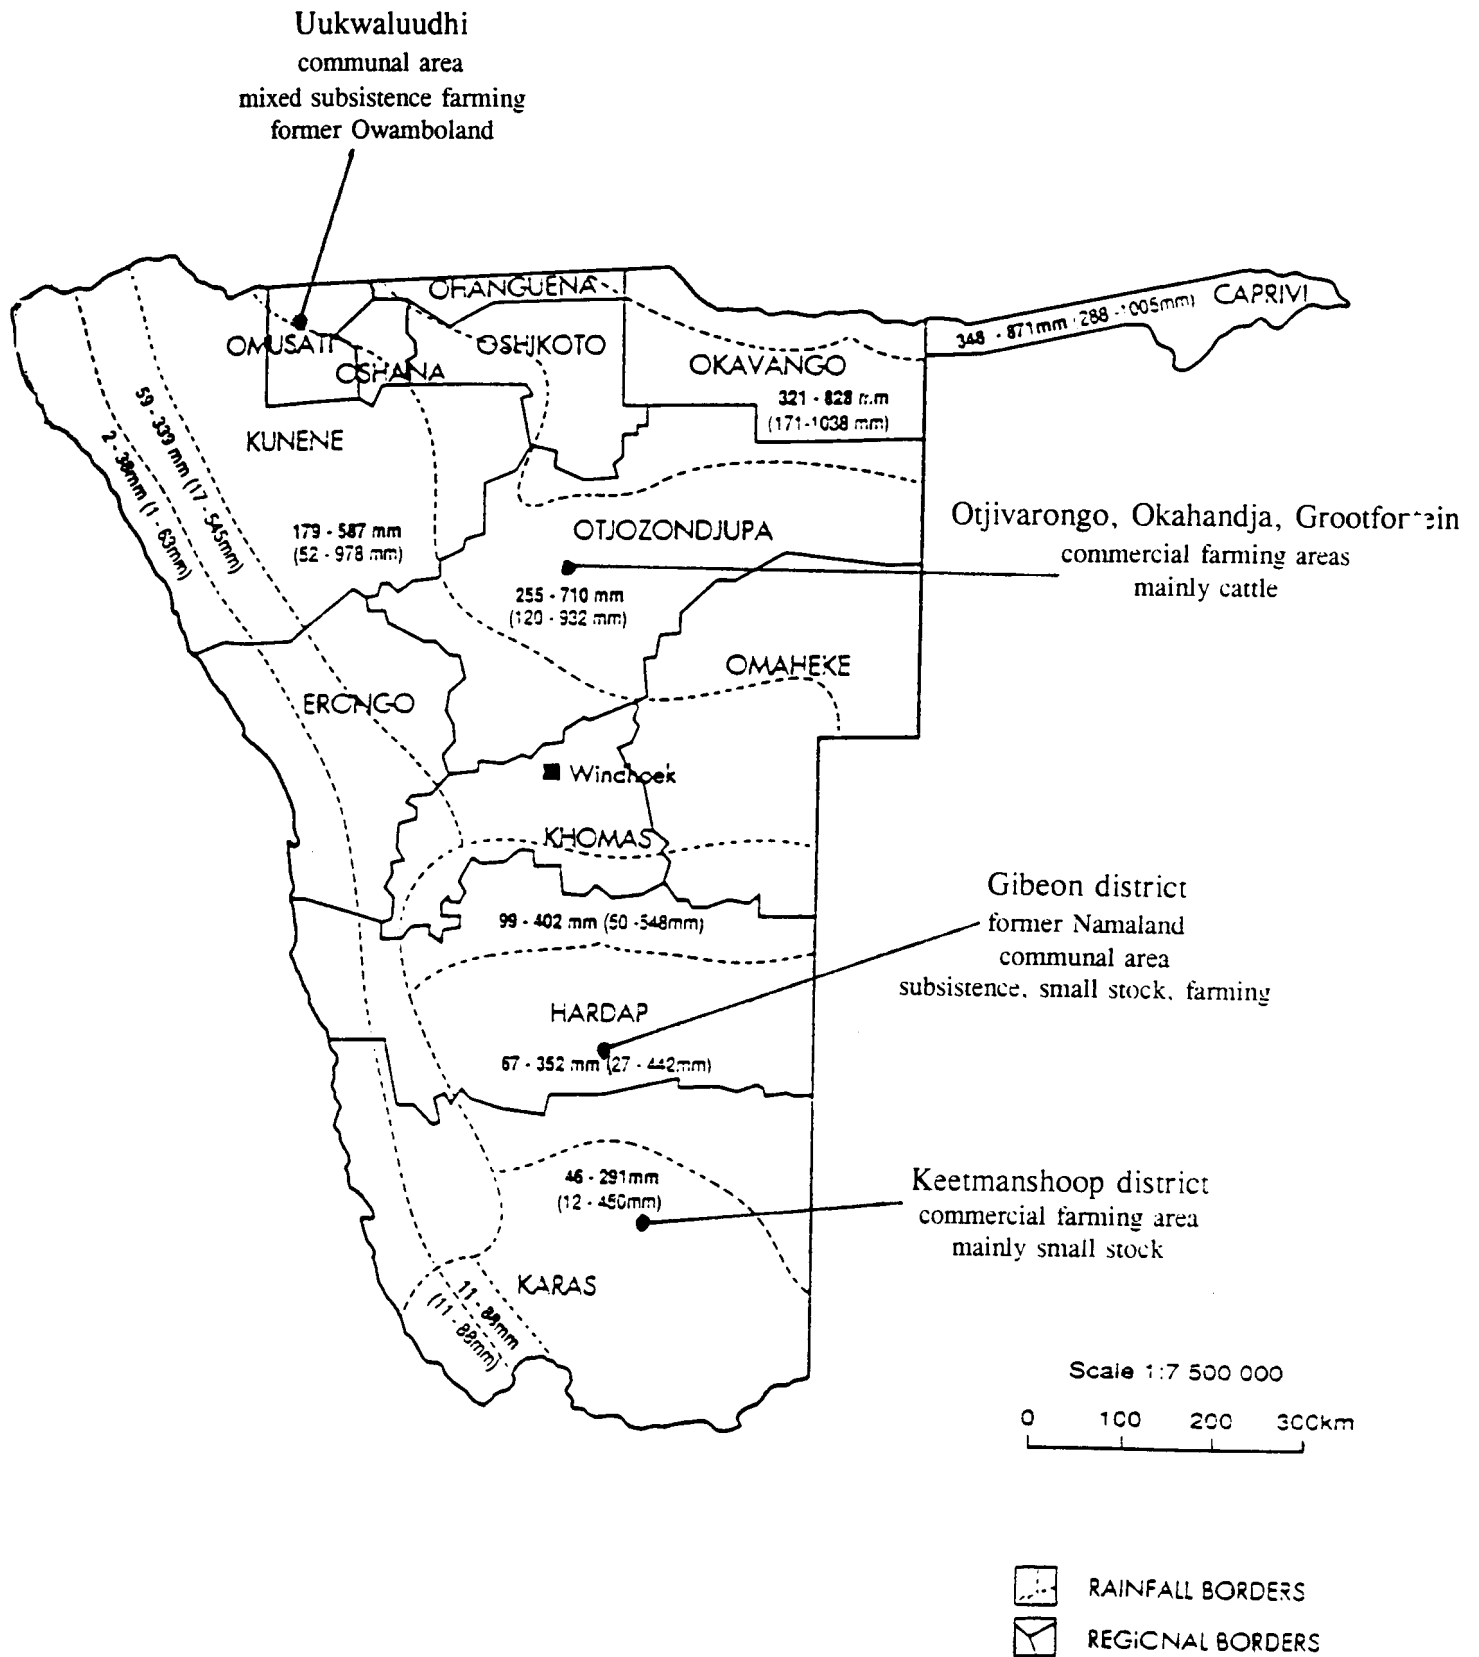 Uukwaluudhi
communal area
mixed subsistence farming
former Owamboland
OHANGUENA
CAPRIVI
348 - 871mm (288 - 1005mm)
OMUSATI
OSHIKOTO
OSHANA
OKAVANGO
321 - 828 mm
(171-1038 mm)
KUNENE
59 - 339 mm (17 - 545mm)
2 - 38mm (1 - 63mm)
179 - 587 mm
(52 - 978 mm)
OTJOZONDJUPA
Otjivarongo, Okahandja, Grootfontein
commercial farming areas
mainly cattle
255 - 710 mm
(120 - 932 mm)
OMAHEKE
ERONGO
Windhoek
KHOMAS
Gibeon district
former Namaland
communal area
subsistence, small stock, farming
99 - 402 mm (50 - 548mm)
HARDAP
67 - 352 mm (27 - 442mm)
46 - 291mm
(12 - 450mm)
Keetmanshoop district
commercial farming area
mainly small stock
KARAS
11 - 88mm
(11 - 88mm)
Scale 1:7 500 000
0 100 200 300km
RAINFALL BORDERS
REGIONAL BORDERS